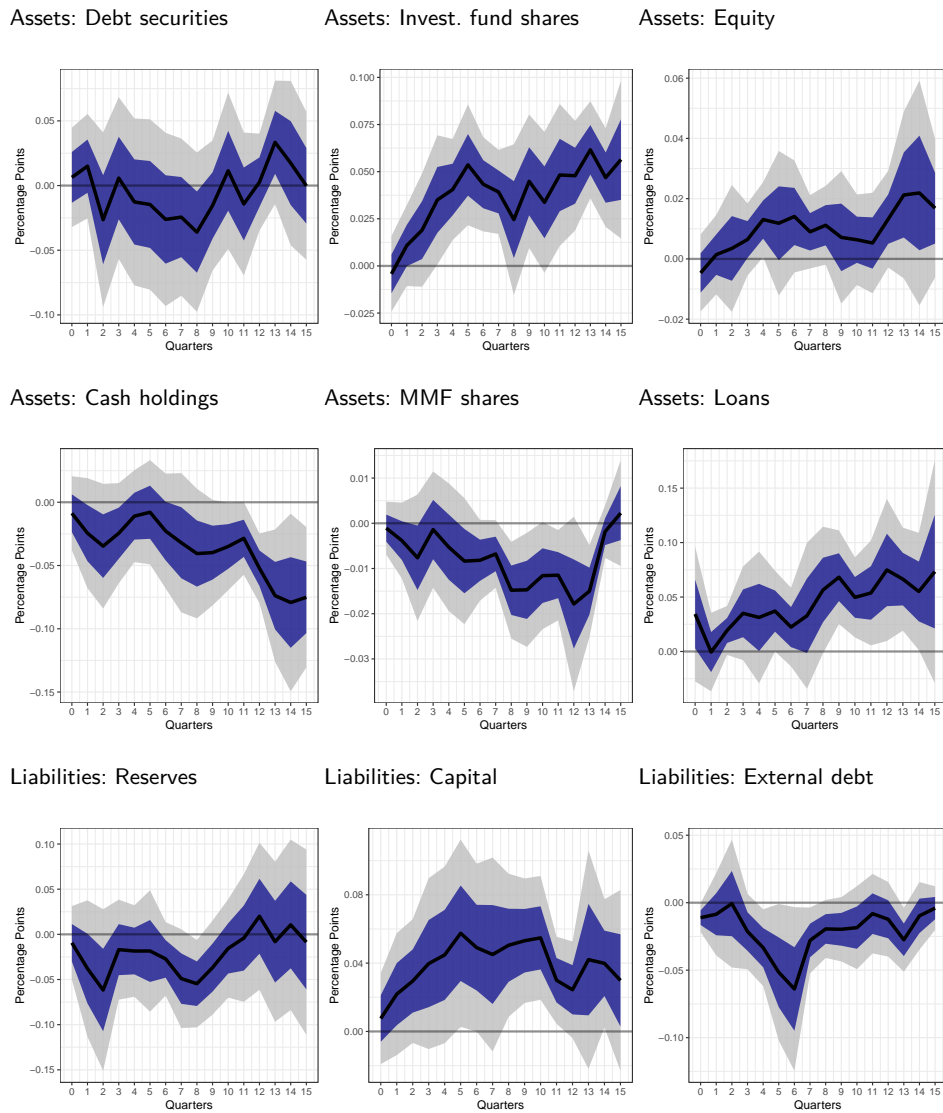 Assets: Debt securities
Assets: Invest. fund shares
Assets: Equity
Percentage Points
0.05
0.00
−0.05
−0.10
0 1 2 3 4 5 6 7 8 9 10 11 12 13 14 15
Quarters
Percentage Points
0.100
0.075
0.050
0.025
0.000
−0.025
0 1 2 3 4 5 6 7 8 9 10 11 12 13 14 15
Quarters
Percentage Points
0.06
0.04
0.02
0.00
−0.02
0 1 2 3 4 5 6 7 8 9 10 11 12 13 14 15
Quarters
Assets: Cash holdings
Assets: MMF shares
Assets: Loans
Percentage Points
0.00
−0.05
−0.10
−0.15
0 1 2 3 4 5 6 7 8 9 10 11 12 13 14 15
Quarters
Percentage Points
0.015
0.00
−0.01
−0.02
−0.03
0 1 2 3 4 5 6 7 8 9 10 11 12 13 14 15
Quarters
Percentage Points
0.15
0.10
0.05
0.00
0 1 2 3 4 5 6 7 8 9 10 11 12 13 14 15
Quarters
Liabilities: Reserves
Liabilities: Capital
Liabilities: External debt
Percentage Points
0.10
0.05
0.00
−0.05
−0.10
−0.15
0 1 2 3 4 5 6 7 8 9 10 11 12 13 14 15
Quarters
Percentage Points
0.08
0.04
0.00
0 1 2 3 4 5 6 7 8 9 10 11 12 13 14 15
Quarters
Percentage Points
0.05
0.00
−0.05
−0.10
0 1 2 3 4 5 6 7 8 9 10 11 12 13 14 15
Quarters